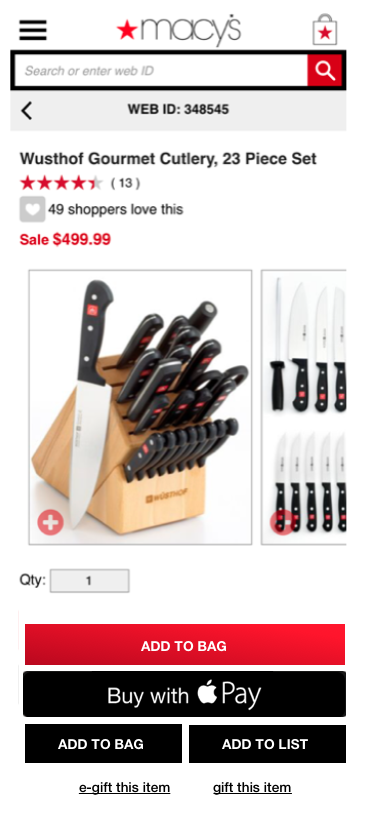 macy's
Search or enter web ID
WEB ID: 348545
Wusthof Gourmet Cutlery, 23 Piece Set
( 13 )
49 shoppers love this
Sale $499.99
WÜSTHOF
Qty: 1
ADD TO BAG
Buy with Pay
ADD TO BAG ADD TO LIST
e-gift this item gift this item